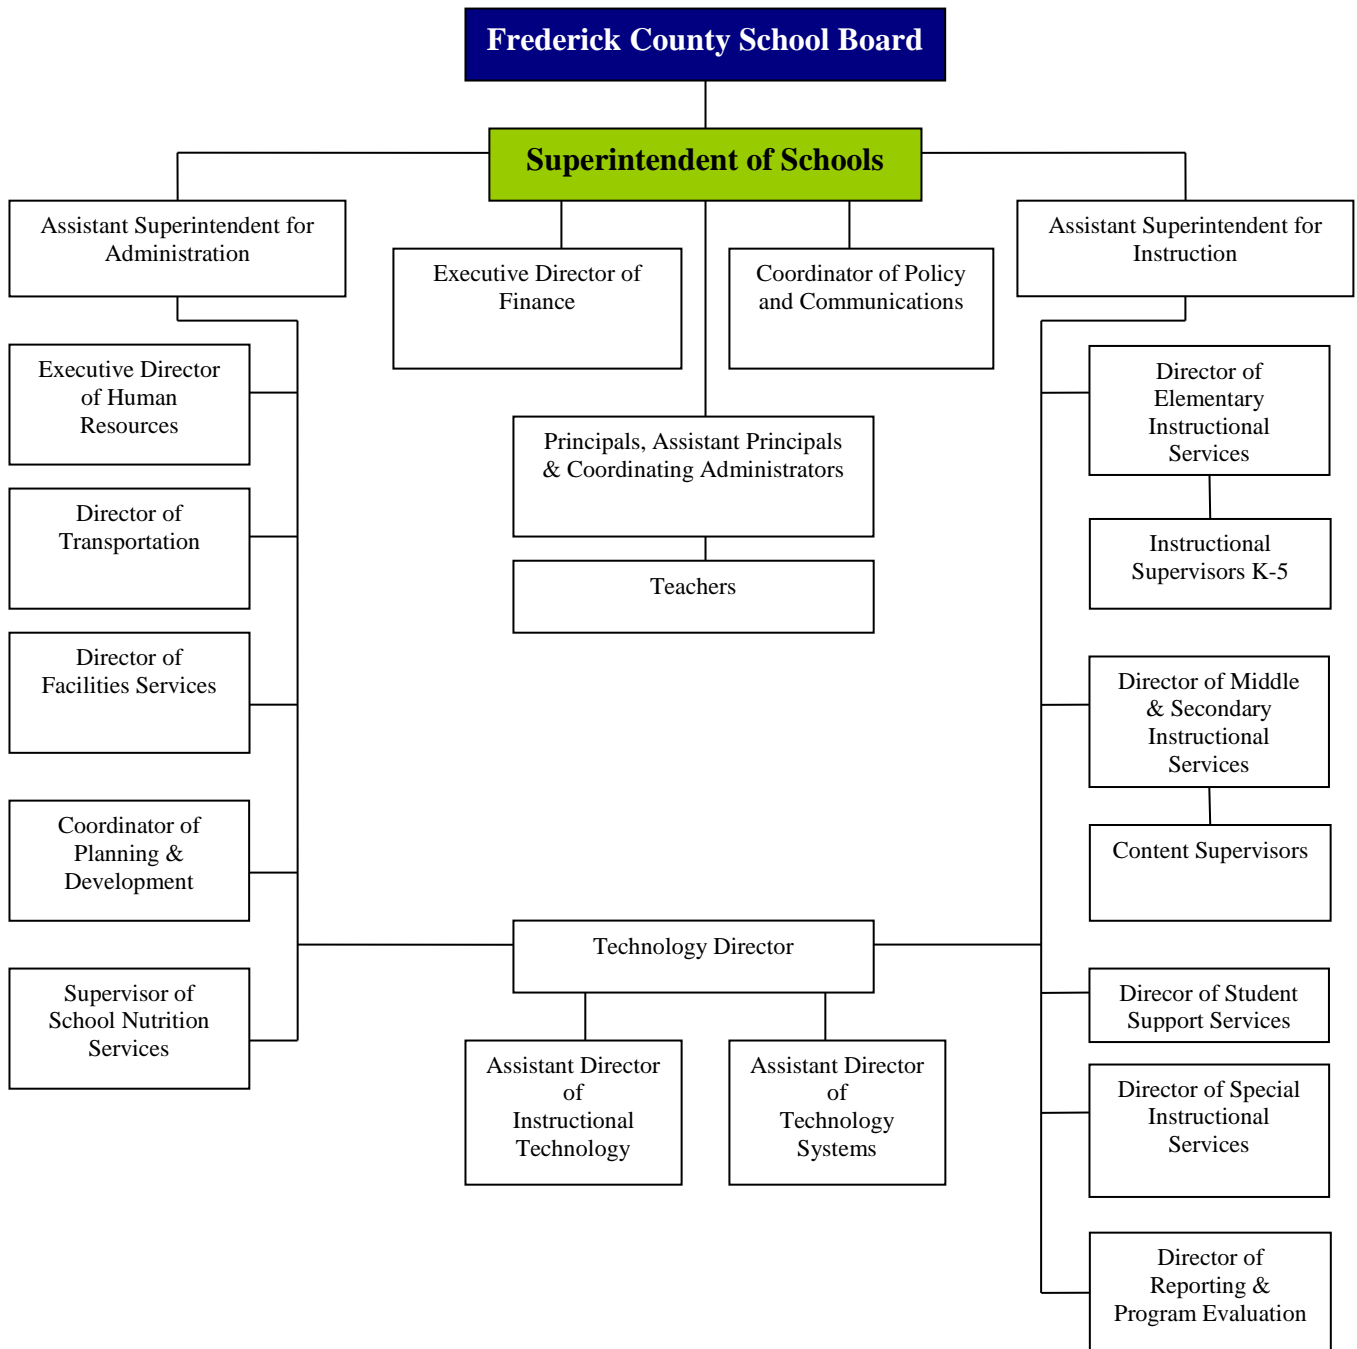 Frederick County School Board
Superintendent of Schools
Assistant Superintendent for
Administration
Assistant Superintendent for
Instruction
Executive Director of
Finance
Coordinator of Policy
and Communications
Executive Director
of Human
Resources
Director of
Elementary
Instructional
Services
Principals, Assistant Principals
& Coordinating Administrators
Director of
Transportation
Instructional
Supervisors K-5
Teachers
Director of
Facilities Services
Director of Middle
& Secondary
Instructional
Services
Coordinator of
Planning &
Development
Content Supervisors
Technology Director
Supervisor of
School Nutrition
Services
Direcor of Student
Support Services
Assistant Director
of
Instructional
Technology
Assistant Director
of
Technology
Systems
Director of Special
Instructional
Services
Director of
Reporting &
Program Evaluation